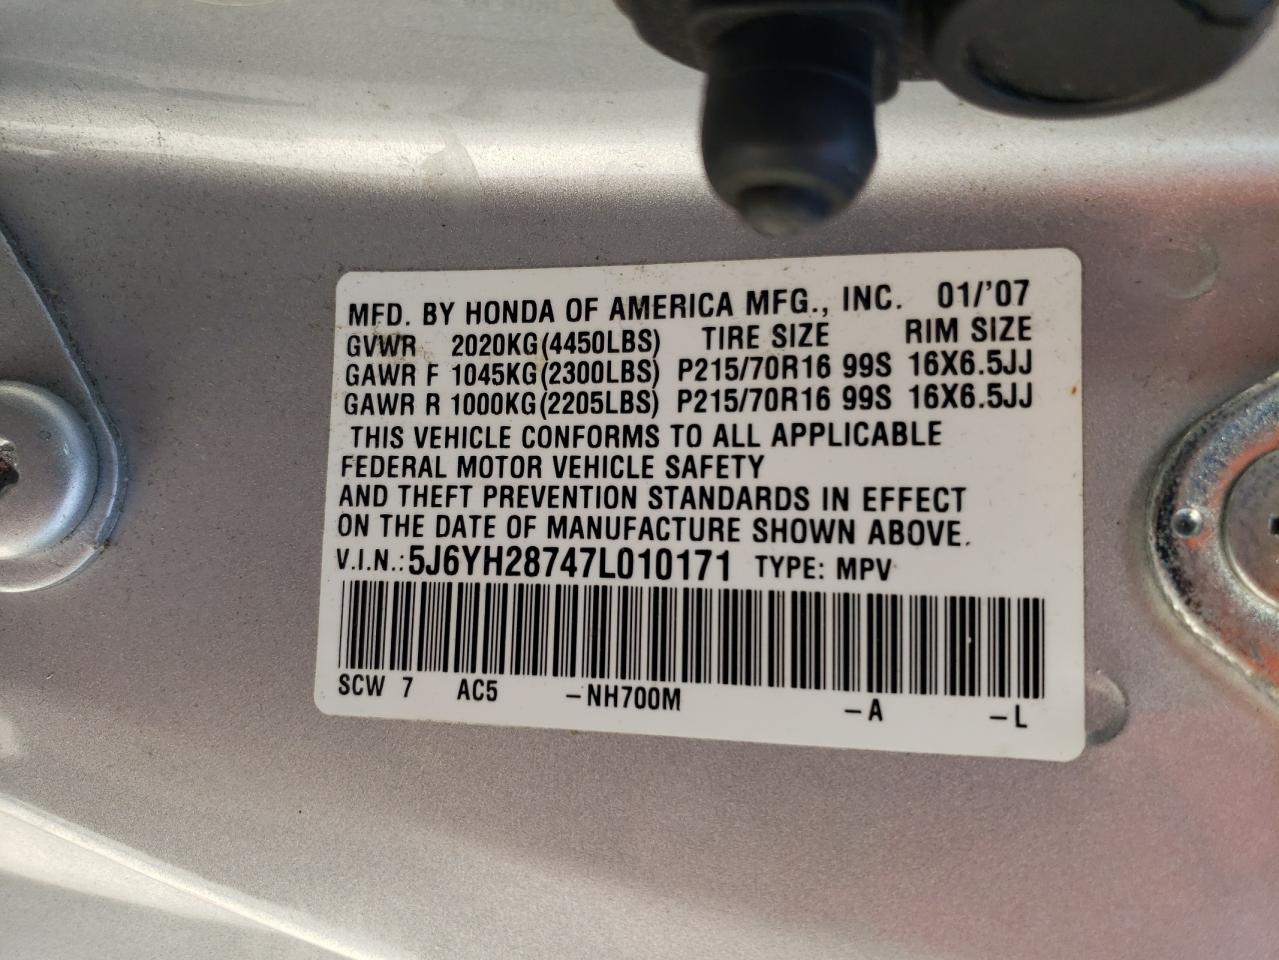 MFD. BY HONDA OF AMERICA MFG., INC. 01/'07
GVWR 2020KG(4450LBS) TIRE SIZE RIM SIZE
GAWR F 1045KG(2300LBS) P215/70R16 99S 16X6.5JJ
GAWR R 1000KG(2205LBS) P215/70R16 99S 16X6.5JJ
THIS VEHICLE CONFORMS TO ALL APPLICABLE
FEDERAL MOTOR VEHICLE SAFETY
AND THEFT PREVENTION STANDARDS IN EFFECT
ON THE DATE OF MANUFACTURE SHOWN ABOVE.
V.I.N.: 5J6YH28747L010171 TYPE: MPV
SCW 7 AC5 –NH700M –A –L